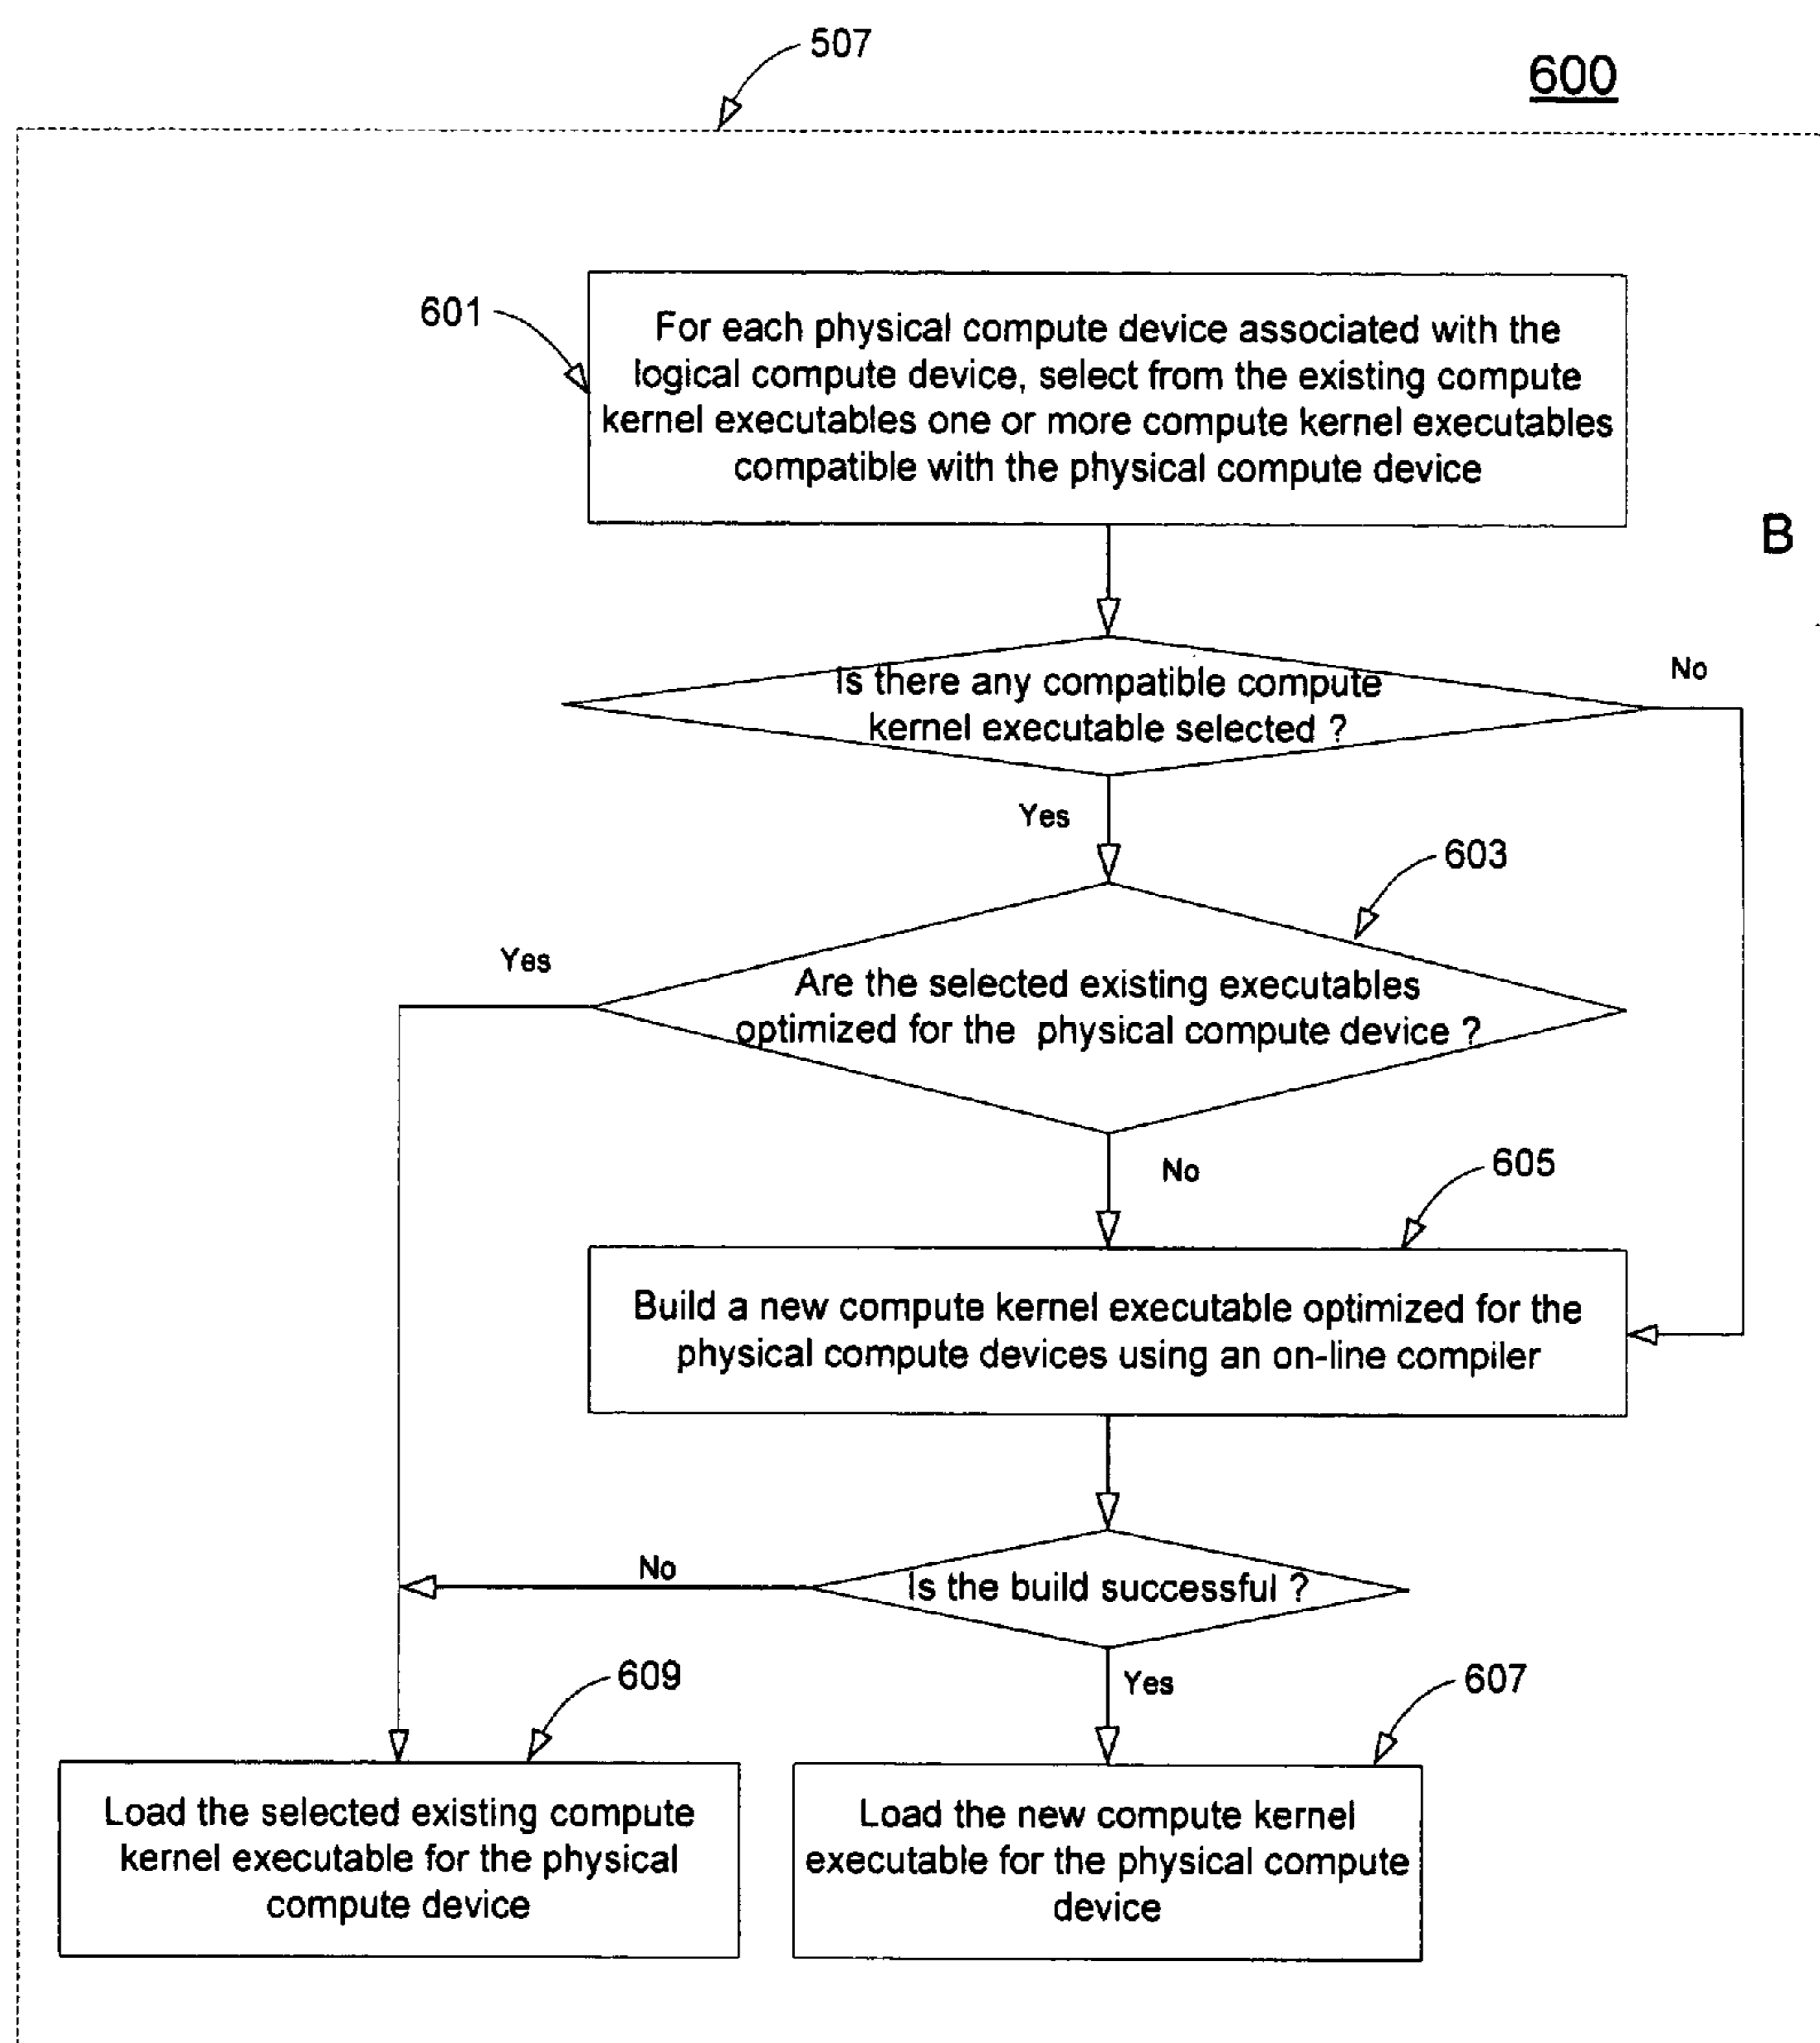 507
600
601
For each physical compute device associated with the
logical compute device, select from the existing compute
kernel executables one or more compute kernel executables
compatible with the physical compute device
B
Is there any compatible compute
kernel executable selected ?
No
Yes
603
Yes
Are the selected existing executables
optimized for the physical compute device ?
No
605
Build a new compute kernel executable optimized for the
physical compute devices using an on-line compiler
No
Is the build successful ?
Yes
609
607
Load the selected existing compute
kernel executable for the physical
compute device
Load the new compute kernel
executable for the physical compute
device